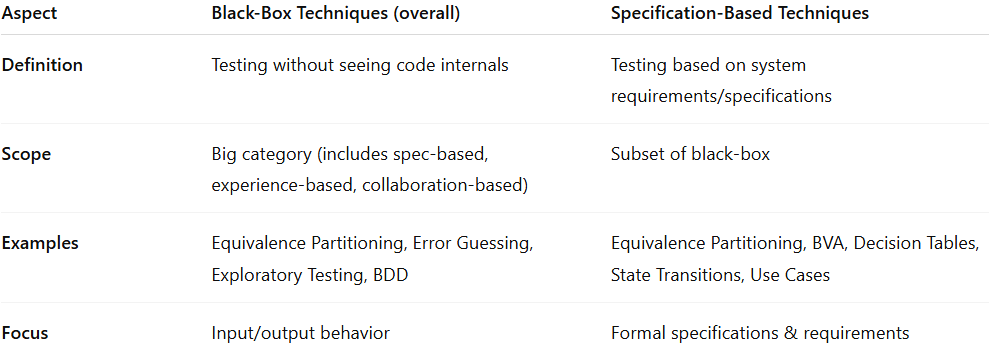 Aspect Black-Box Techniques (overall) Specification-Based Techniques
Definition Testing without seeing code internals Testing based on system
requirements/specifications
Scope Big category (includes spec-based, Subset of black-box
experience-based, collaboration-based)
Examples Equivalence Partitioning, Error Guessing, Equivalence Partitioning, BVA, Decision Tables,
Exploratory Testing, BDD State Transitions, Use Cases
Focus Input/output behavior Formal specifications & requirements